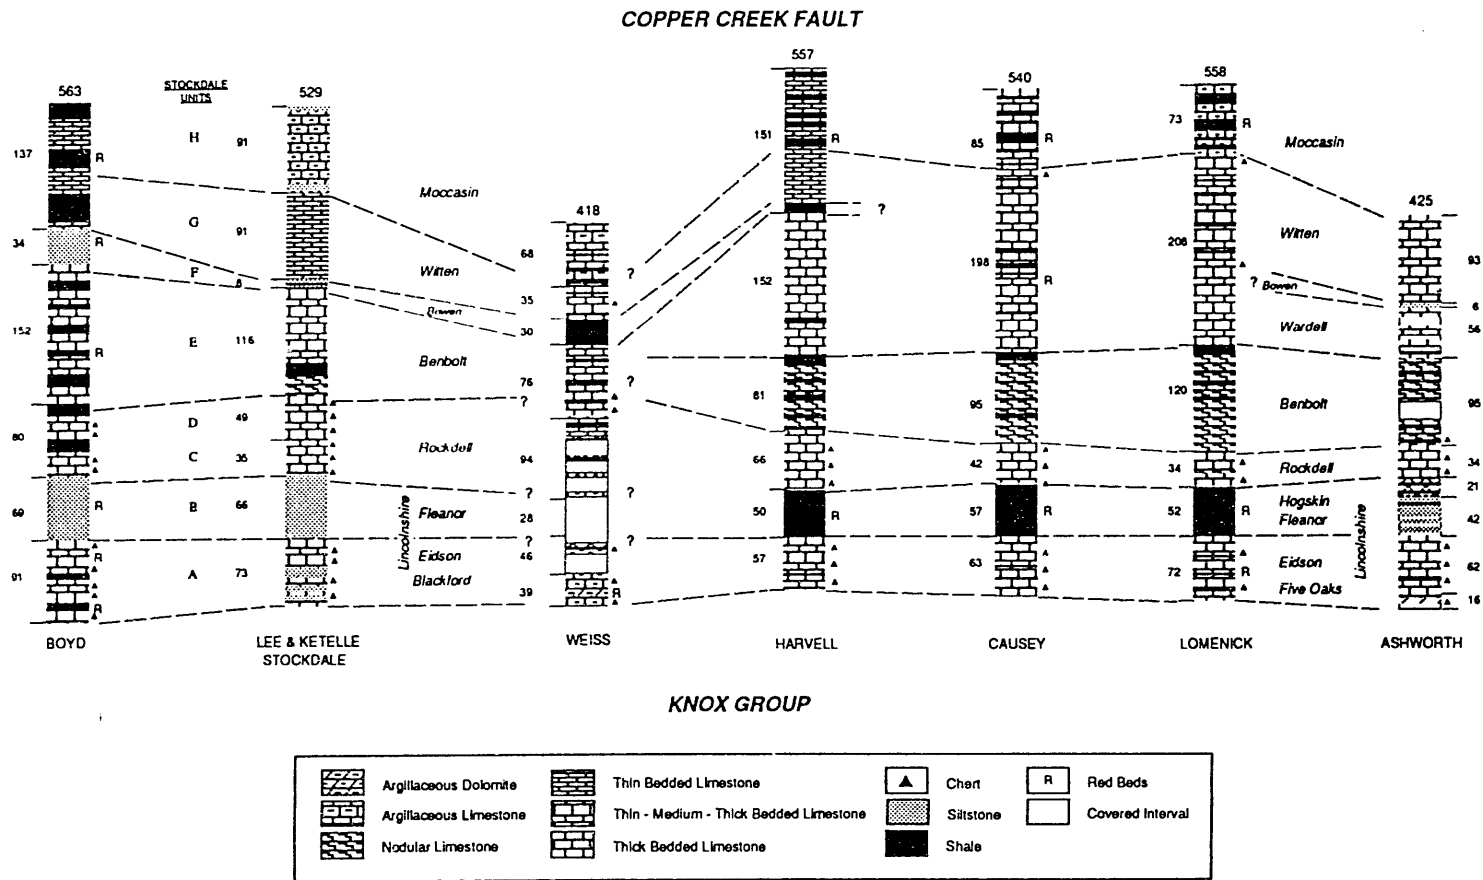 COPPER CREEK FAULT
563
STOCKDALE
UNITS
529
557
540
558
H
91
137
R
151
R
85
R
73
R
Moccasin
Moccasin
418
425
G
91
34
R
Witten
68
?
?
198
R
208
Witten
93
F
8
Bowen
35
30
152
? Bowen
6
152
R
E
116
Benbolt
Wardell
56
76
?
?
81
95
120
Benbolt
95
80
D
49
C
35
Rockdell
94
66
42
34
Rockdell
34
21
69
R
B
66
Lincolnshire
Fleanor
?
?
28
50
R
57
R
52
R
Hogskin
Fleanor
Lincolnshire
42
?
?
91
R
R
A
73
Eidson
Blackford
46
39
R
57
63
72
R
Eidson
Five Oaks
62
16
BOYD
LEE & KETELLE
STOCKDALE
WEISS
HARVELL
CAUSEY
LOMENICK
ASHWORTH
KNOX GROUP
Argillaceous Dolomite
Thin Bedded Limestone
Chert
R
Red Beds
Argillaceous Limestone
Thin - Medium - Thick Bedded Limestone
Siltstone
Covered Interval
Nodular Limestone
Thick Bedded Limestone
Shale